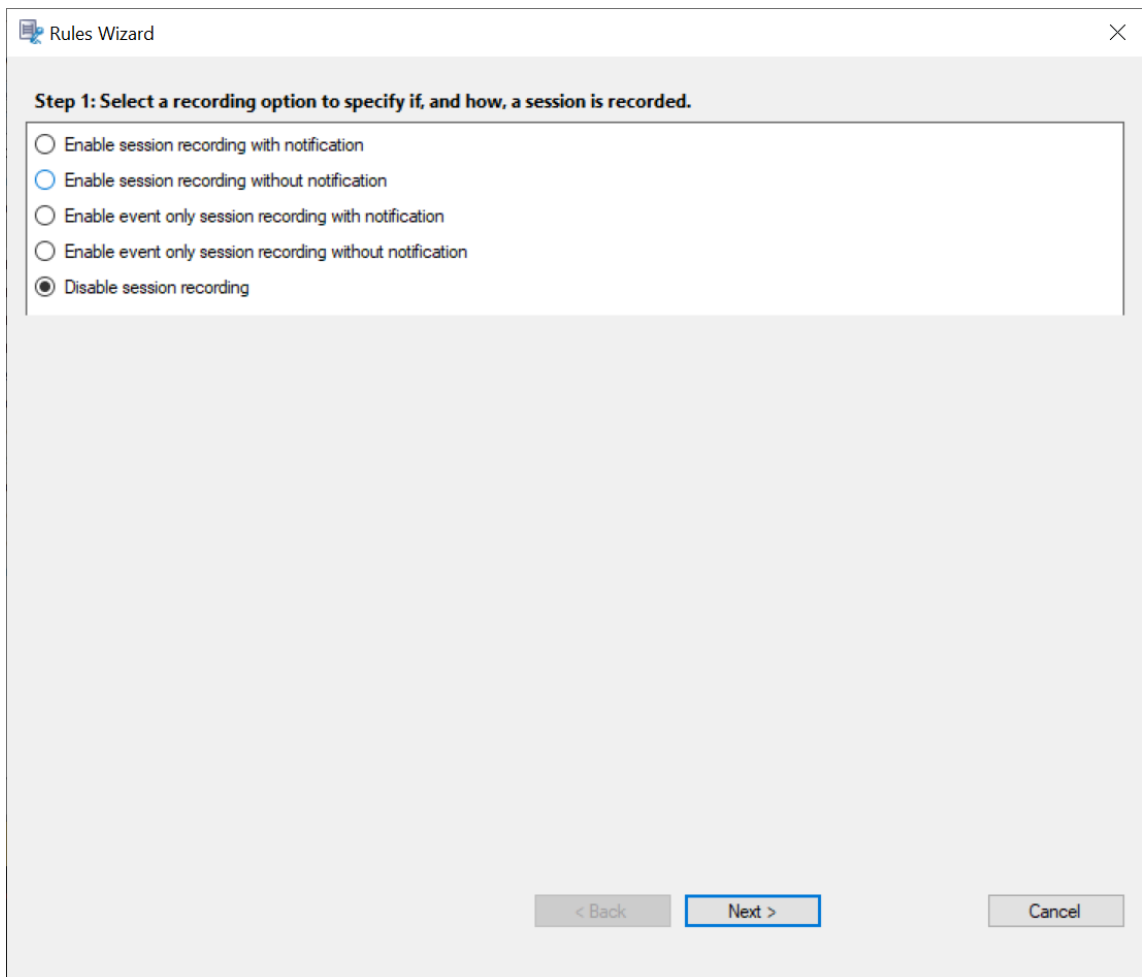 Rules Wizard
Step 1: Select a recording option to specify if, and how, a session is recorded.
Enable session recording with notification
Enable session recording without notification
Enable event only session recording with notification
Enable event only session recording without notification
Disable session recording
< Back Next > Cancel